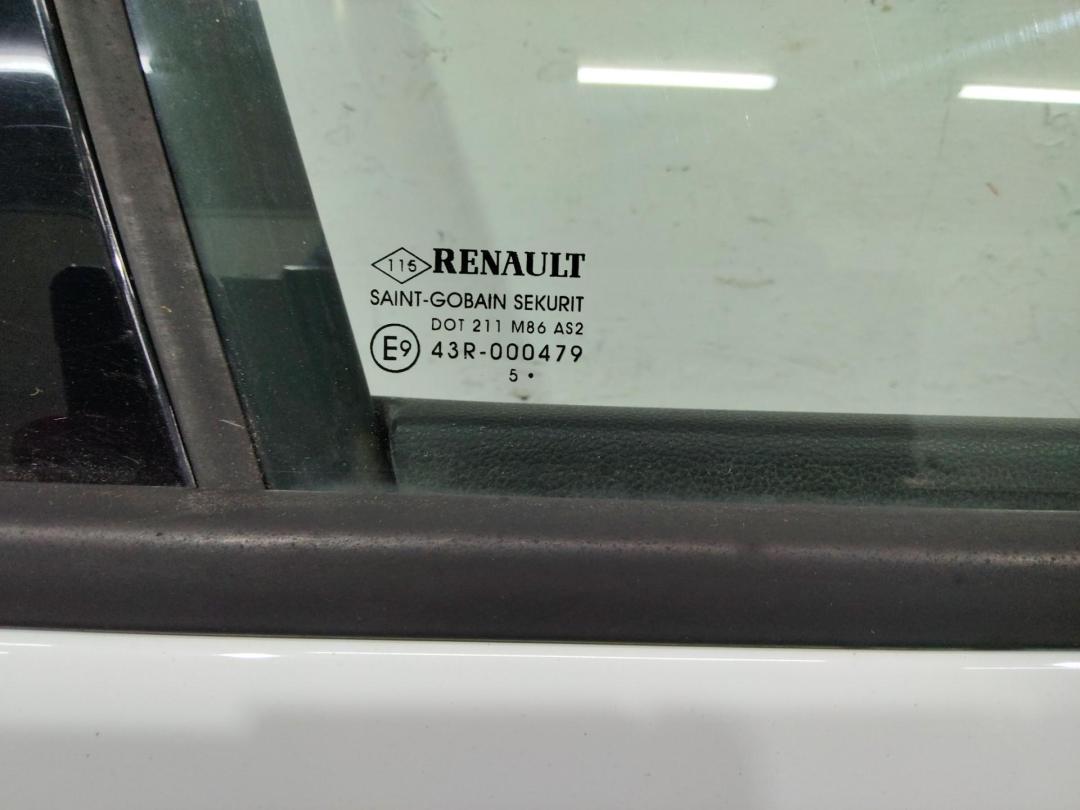 115 RENAULT
SAINT-GOBAIN SEKURIT
DOT 211 M86 AS2
E9 43R-000479
5 •